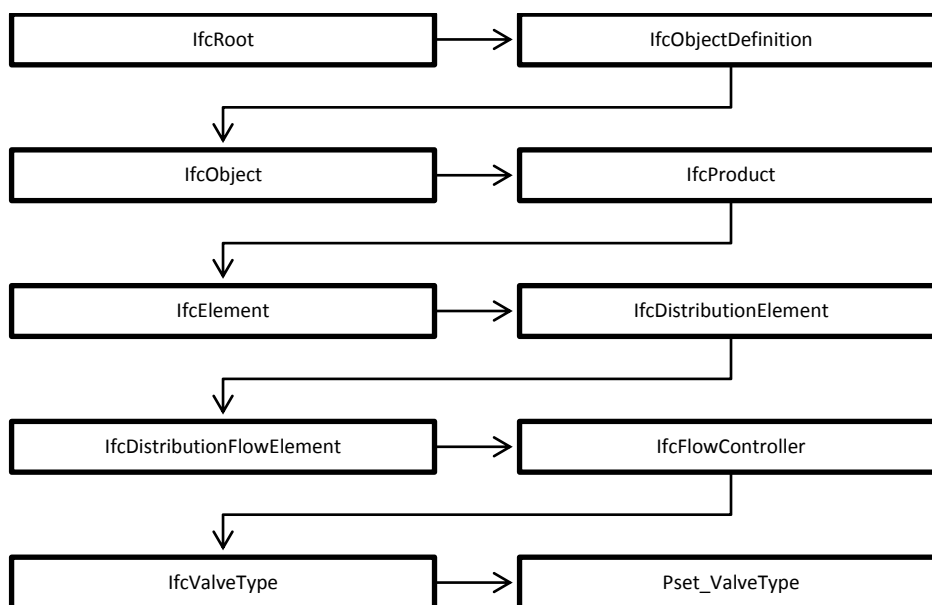 IfcRoot
IfcObjectDefinition
IfcObject
IfcProduct
IfcElement
IfcDistributionElement
IfcDistributionFlowElement
IfcFlowController
IfcValveType
Pset_ValveType